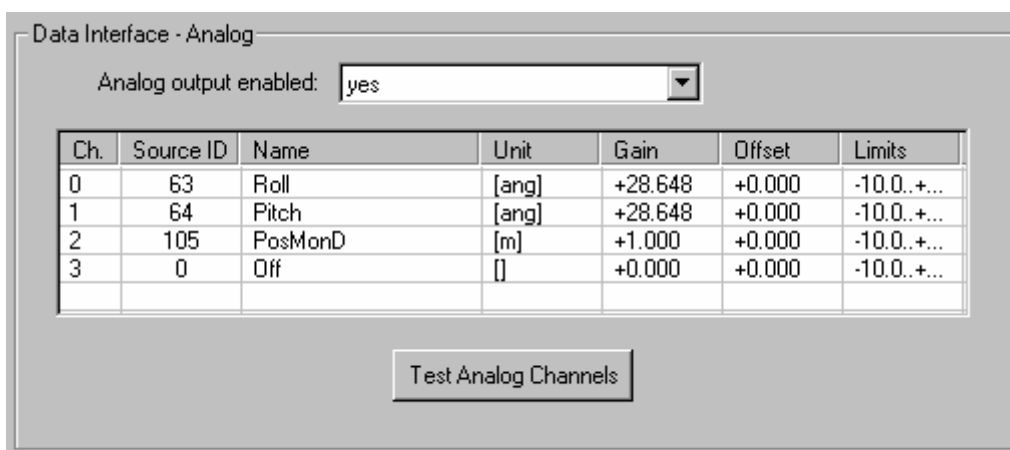 Data Interface - Analog
Analog output enabled: yes
Ch. Source ID Name Unit Gain Offset Limits
0 63 Roll [ang] +28.648 +0.000 -10.0..+...
1 64 Pitch [ang] +28.648 +0.000 -10.0..+...
2 105 PosMonD [m] +1.000 +0.000 -10.0..+...
3 0 Off [] +0.000 +0.000 -10.0..+...
Test Analog Channels